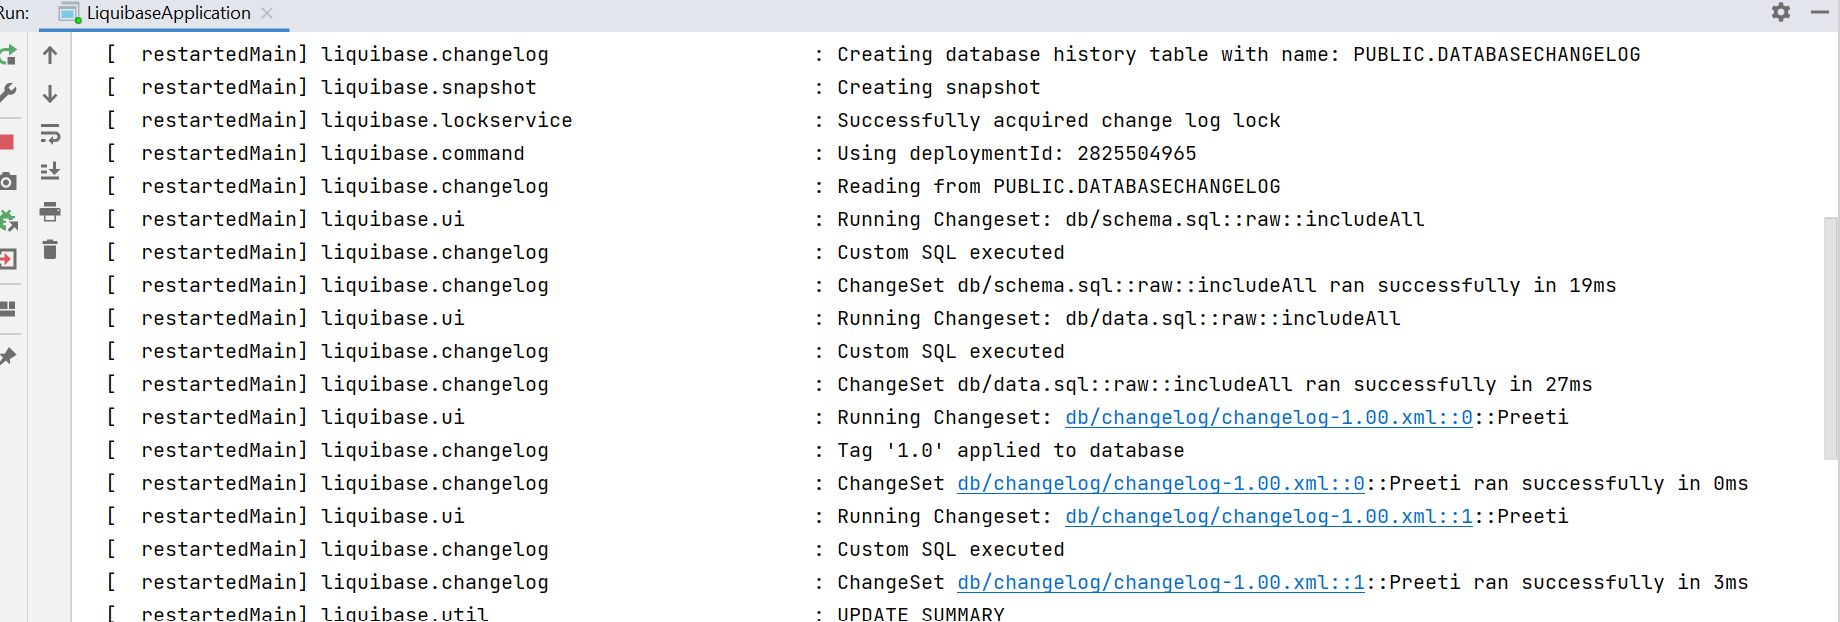 Run: LiquibaseApplication
[  restartedMain] liquibase.changelog : Creating database history table with name: PUBLIC.DATABASECHANGELOG
[  restartedMain] liquibase.snapshot : Creating snapshot
[  restartedMain] liquibase.lockservice : Successfully acquired change log lock
[  restartedMain] liquibase.command : Using deploymentId: 2825504965
[  restartedMain] liquibase.changelog : Reading from PUBLIC.DATABASECHANGELOG
[  restartedMain] liquibase.ui : Running Changeset: db/schema.sql::raw::includeAll
[  restartedMain] liquibase.changelog : Custom SQL executed
[  restartedMain] liquibase.changelog : ChangeSet db/schema.sql::raw::includeAll ran successfully in 19ms
[  restartedMain] liquibase.ui : Running Changeset: db/data.sql::raw::includeAll
[  restartedMain] liquibase.changelog : Custom SQL executed
[  restartedMain] liquibase.changelog : ChangeSet db/data.sql::raw::includeAll ran successfully in 27ms
[  restartedMain] liquibase.ui : Running Changeset: db/changelog/changelog-1.00.xml::0::Preeti
[  restartedMain] liquibase.changelog : Tag '1.0' applied to database
[  restartedMain] liquibase.changelog : ChangeSet db/changelog/changelog-1.00.xml::0::Preeti ran successfully in 0ms
[  restartedMain] liquibase.ui : Running Changeset: db/changelog/changelog-1.00.xml::1::Preeti
[  restartedMain] liquibase.changelog : Custom SQL executed
[  restartedMain] liquibase.changelog : ChangeSet db/changelog/changelog-1.00.xml::1::Preeti ran successfully in 3ms
[  restartedMain] liquibase.util : UPDATE SUMMARY